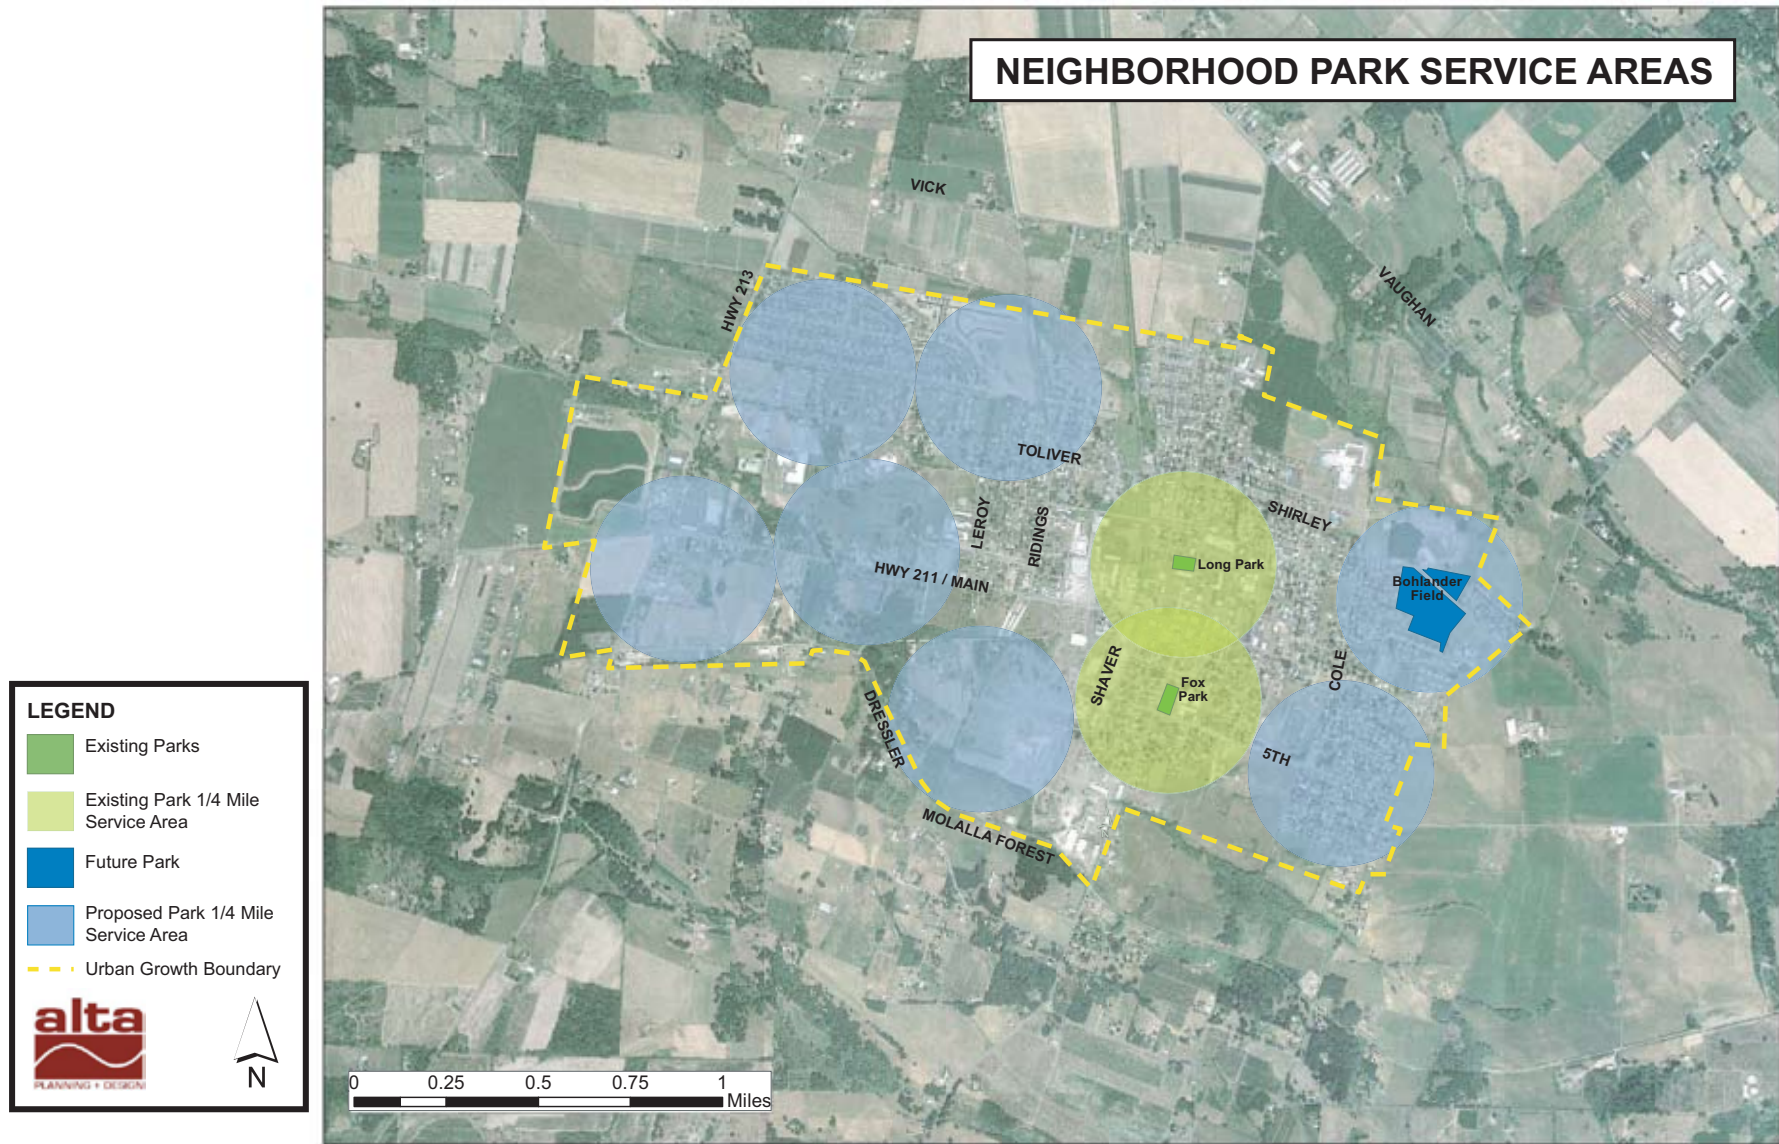 NEIGHBORHOOD PARK SERVICE AREAS
VICK
HWY 213
VAUGHAN
TOLIVER
LEROY
RIDINGS
SHIRLEY
HWY 211 / MAIN
Long Park
Bohlander
Field
SHAVER
Fox
Park
COLE
DRESSLER
5TH
MOLALLA FOREST
LEGEND
Existing Parks
Existing Park 1/4 Mile
Service Area
Future Park
Proposed Park 1/4 Mile
Service Area
Urban Growth Boundary
alta
PLANNING + DESIGN
N
0 0.25 0.5 0.75 1
Miles